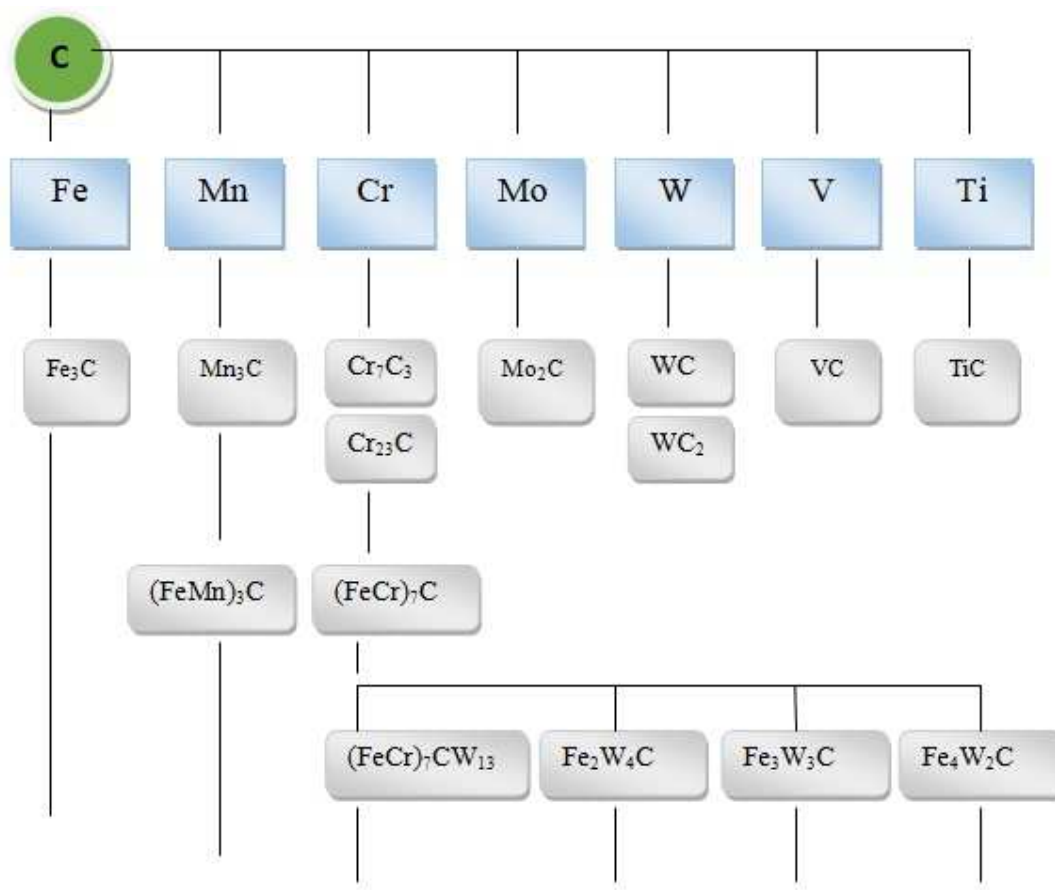 C
Fe Mn Cr Mo W V Ti
Fe₃C Mn₃C Cr₇C₃ Mo₂C WC VC TiC
Cr₂₃C WC₂
(FeMn)₃C (FeCr)₇C
(FeCr)₇CW₁₃ Fe₂W₄C Fe₃W₃C Fe₄W₂C